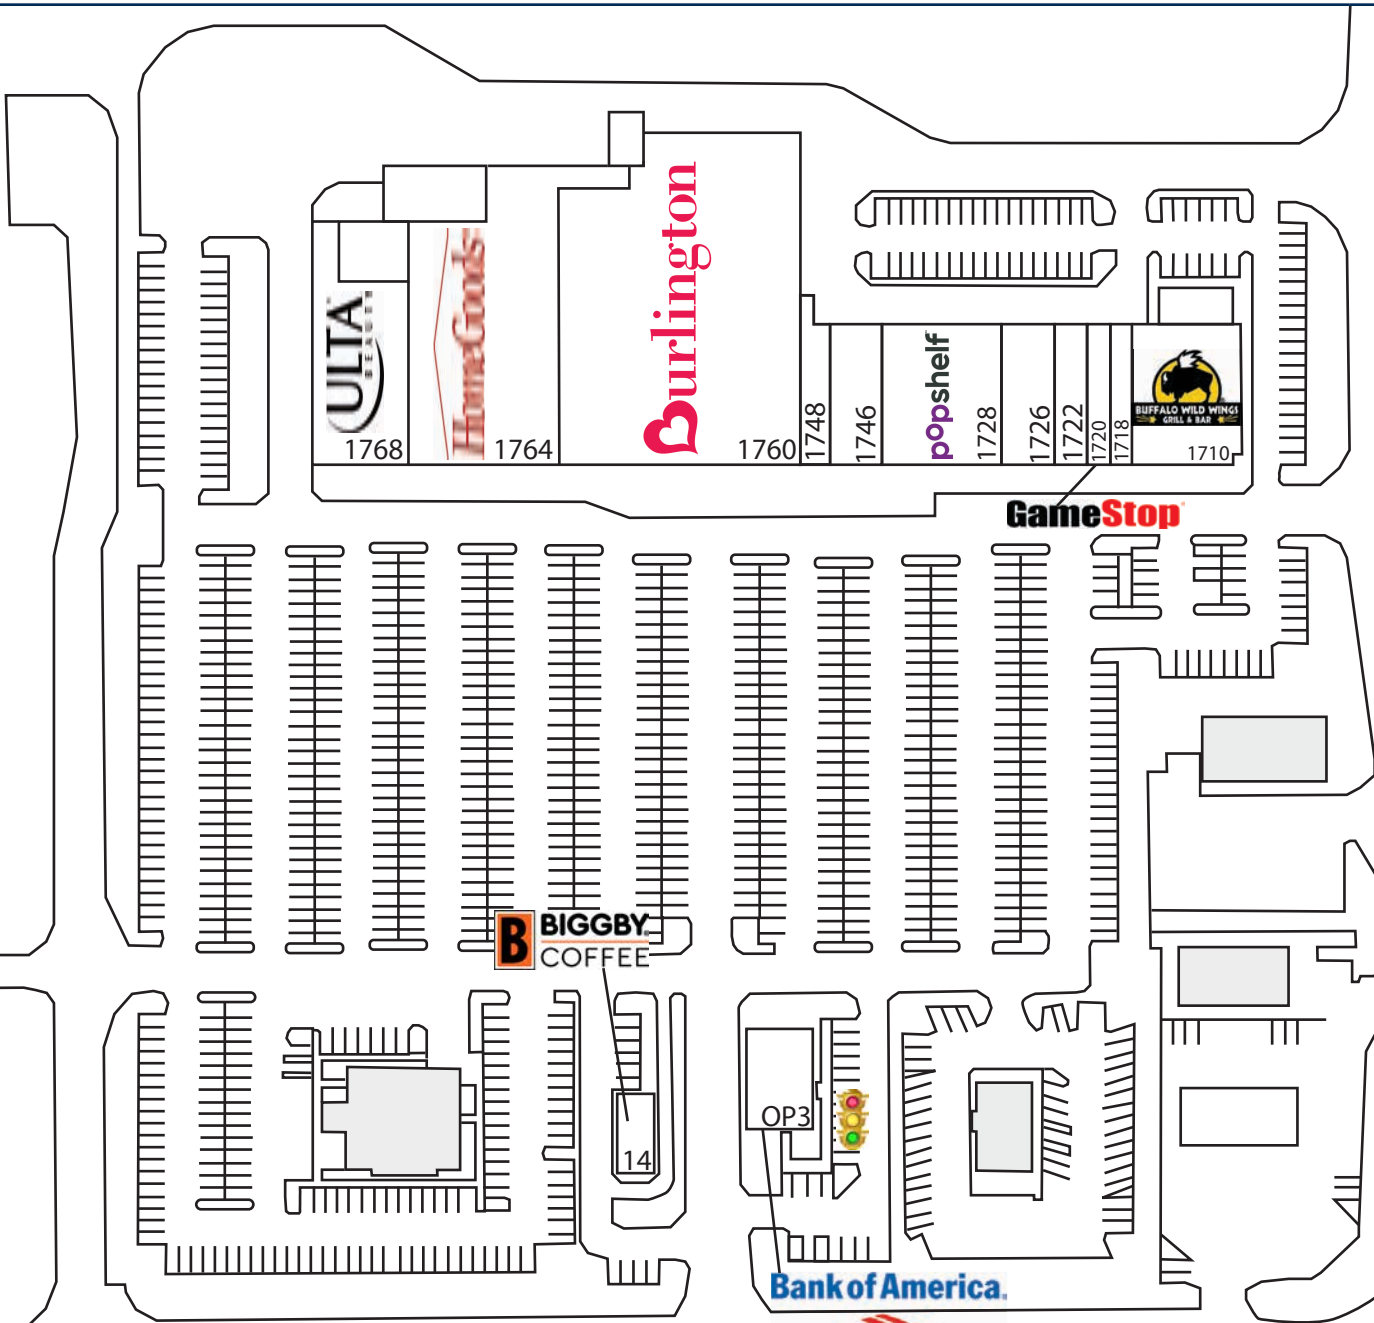 ULTA
BEAUTY
1768
HomeGoods
1764
Burlington
1760
1748
1746
popshelf
1728
1726
1722
1720
1718
BUFFALO WILD WINGS
GRILL & BAR
1710
GameStop
B
BIGGBY
COFFEE
14
OP3
Bank of America.